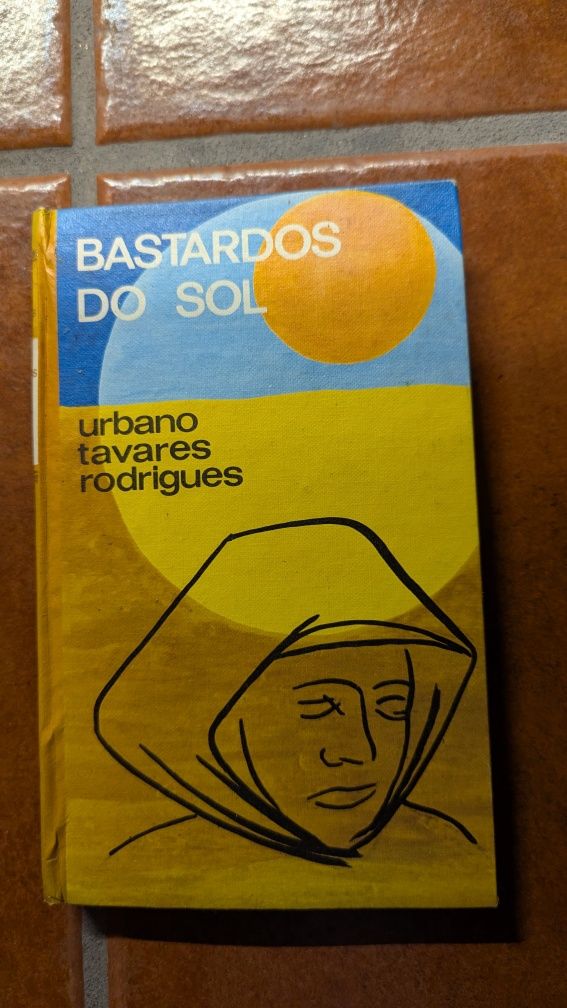 BASTARDOS
DO SOL
urbano
tavares
rodrigues